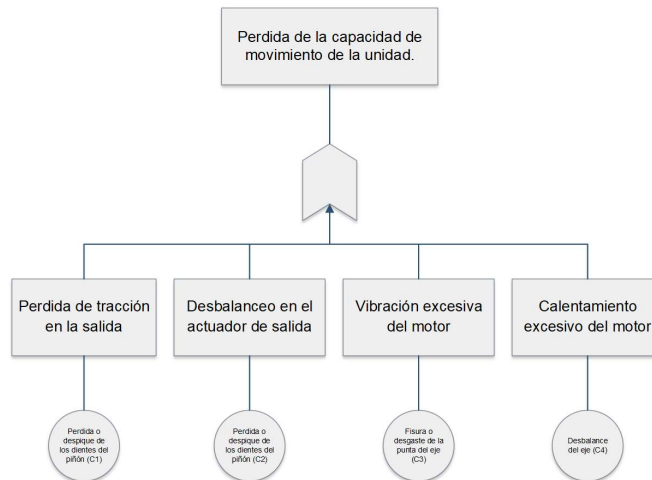 Perdida de la capacidad de
movimiento de la unidad.
Perdida de tracción
en la salida
Desbalanceo en el
actuador de salida
Vibración excesiva
del motor
Calentamiento
excesivo del motor
Perdida o
despique de
los dientes del
piñón (C1)
Perdida o
despique de
los dientes del
piñón (C2)
Fisura o
desgaste de la
punta del eje
(C3)
Desbalance
del eje (C4)